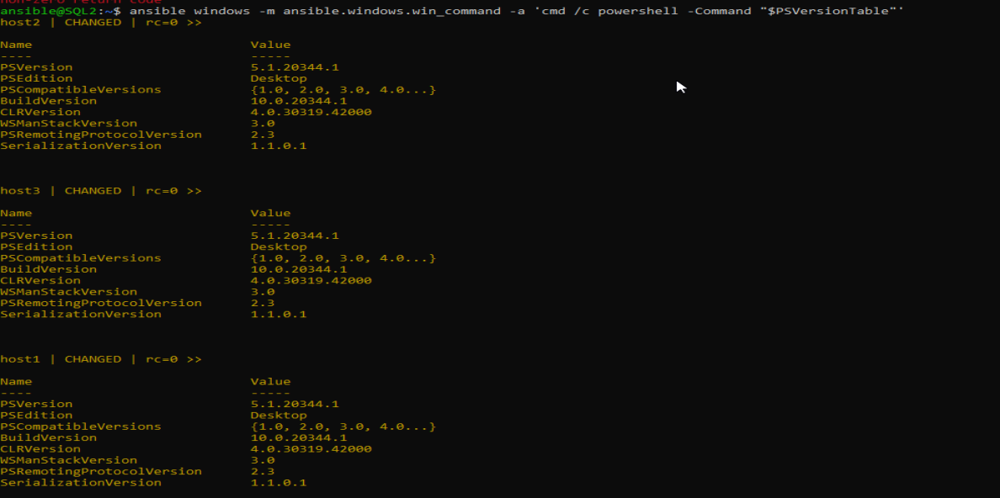 non-zero return code
ansible@SQL2:~$ ansible windows -m ansible.windows.win_command -a 'cmd /c powershell -Command "$PSVersionTable"'
host2 | CHANGED | rc=0 >>
Name                           Value
----                           -----
PSVersion                      5.1.20344.1
PSEdition                      Desktop
PSCompatibleVersions           {1.0, 2.0, 3.0, 4.0...}
BuildVersion                   10.0.20344.1
CLRVersion                     4.0.30319.42000
WSManStackVersion              3.0
PSRemotingProtocolVersion      2.3
SerializationVersion           1.1.0.1
host3 | CHANGED | rc=0 >>
Name                           Value
----                           -----
PSVersion                      5.1.20344.1
PSEdition                      Desktop
PSCompatibleVersions           {1.0, 2.0, 3.0, 4.0...}
BuildVersion                   10.0.20344.1
CLRVersion                     4.0.30319.42000
WSManStackVersion              3.0
PSRemotingProtocolVersion      2.3
SerializationVersion           1.1.0.1
host1 | CHANGED | rc=0 >>
Name                           Value
----                           -----
PSVersion                      5.1.20344.1
PSEdition                      Desktop
PSCompatibleVersions           {1.0, 2.0, 3.0, 4.0...}
BuildVersion                   10.0.20344.1
CLRVersion                     4.0.30319.42000
WSManStackVersion              3.0
PSRemotingProtocolVersion      2.3
SerializationVersion           1.1.0.1